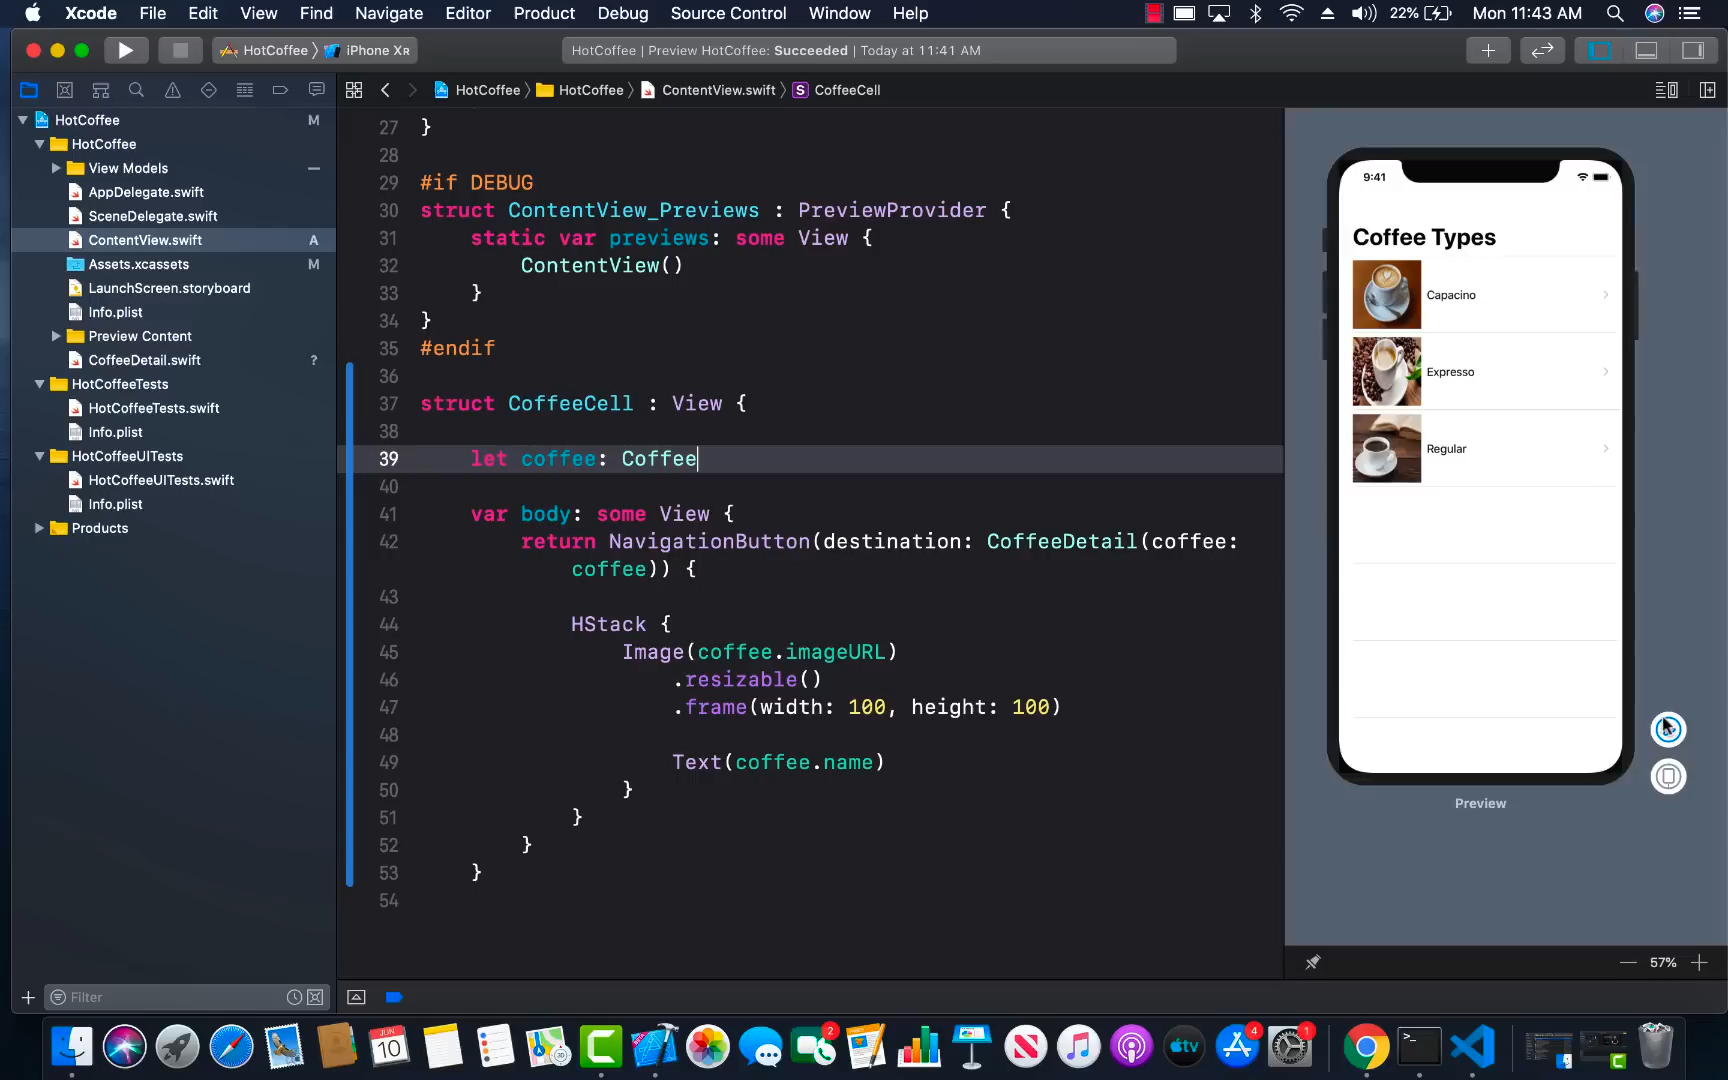 Xcode File Edit View Find Navigate Editor Product Debug Source Control Window Help 22% Mon 11:43 AM
HotCoffee iPhone XR HotCoffee | Preview HotCoffee: Succeeded | Today at 11:41 AM
HotCoffee HotCoffee ContentView.swift S CoffeeCell
HotCoffee M
HotCoffee
View Models
AppDelegate.swift
SceneDelegate.swift
ContentView.swift A
Assets.xcassets M
LaunchScreen.storyboard
Info.plist
Preview Content
CoffeeDetail.swift ?
HotCoffeeTests
HotCoffeeTests.swift
Info.plist
HotCoffeeUITests
HotCoffeeUITests.swift
Info.plist
Products
Filter
27 }
28
29 #if DEBUG
30 struct ContentView_Previews : PreviewProvider {
31 static var previews: some View {
32 ContentView()
33 }
34 }
35 #endif
36
37 struct CoffeeCell : View {
38
39 let coffee: Coffee
40
41 var body: some View {
42 return NavigationButton(destination: CoffeeDetail(coffee:
coffee)) {
43
44 HStack {
45 Image(coffee.imageURL)
46 .resizable()
47 .frame(width: 100, height: 100)
48
49 Text(coffee.name)
50 }
51 }
52 }
53 }
54
9:41
Coffee Types
Capacino
Expresso
Regular
Preview
57%
JUN
10
2
tv
4
1